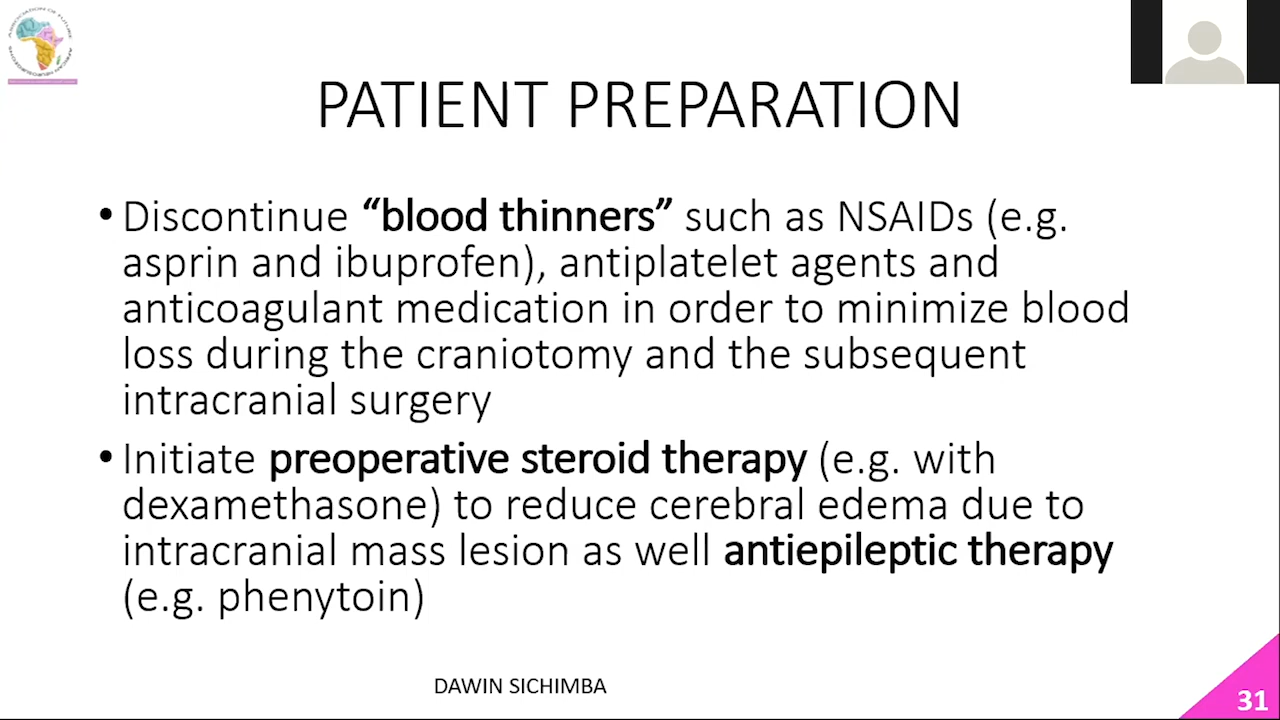 PATIENT PREPARATION
• Discontinue “blood thinners” such as NSAIDs (e.g.
asprin and ibuprofen), antiplatelet agents and
anticoagulant medication in order to minimize blood
loss during the craniotomy and the subsequent
intracranial surgery
• Initiate preoperative steroid therapy (e.g. with
dexamethasone) to reduce cerebral edema due to
intracranial mass lesion as well antiepileptic therapy
(e.g. phenytoin)
DAWIN SICHIMBA
31